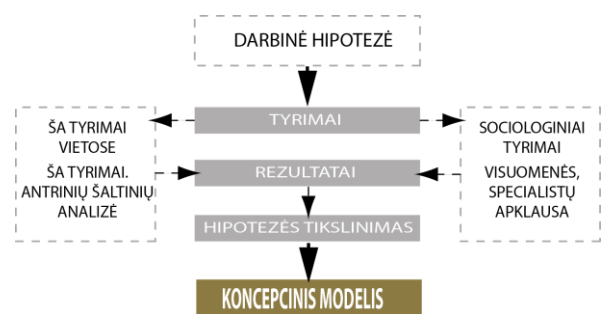 DARBINĖ HIPOTEZĖ
TYRIMAI
ŠA TYRIMAI
VIETOSE
ŠA TYRIMAI.
ANTRINIŲ ŠALTINIŲ
ANALIZĖ
SOCIOLOGINIAI
TYRIMAI
VISUOMENĖS,
SPECIALISTŲ
APKLAUSA
REZULTATAI
HIPOTEZĖS TIKSLINIMAS
KONCEPCINIS MODELIS